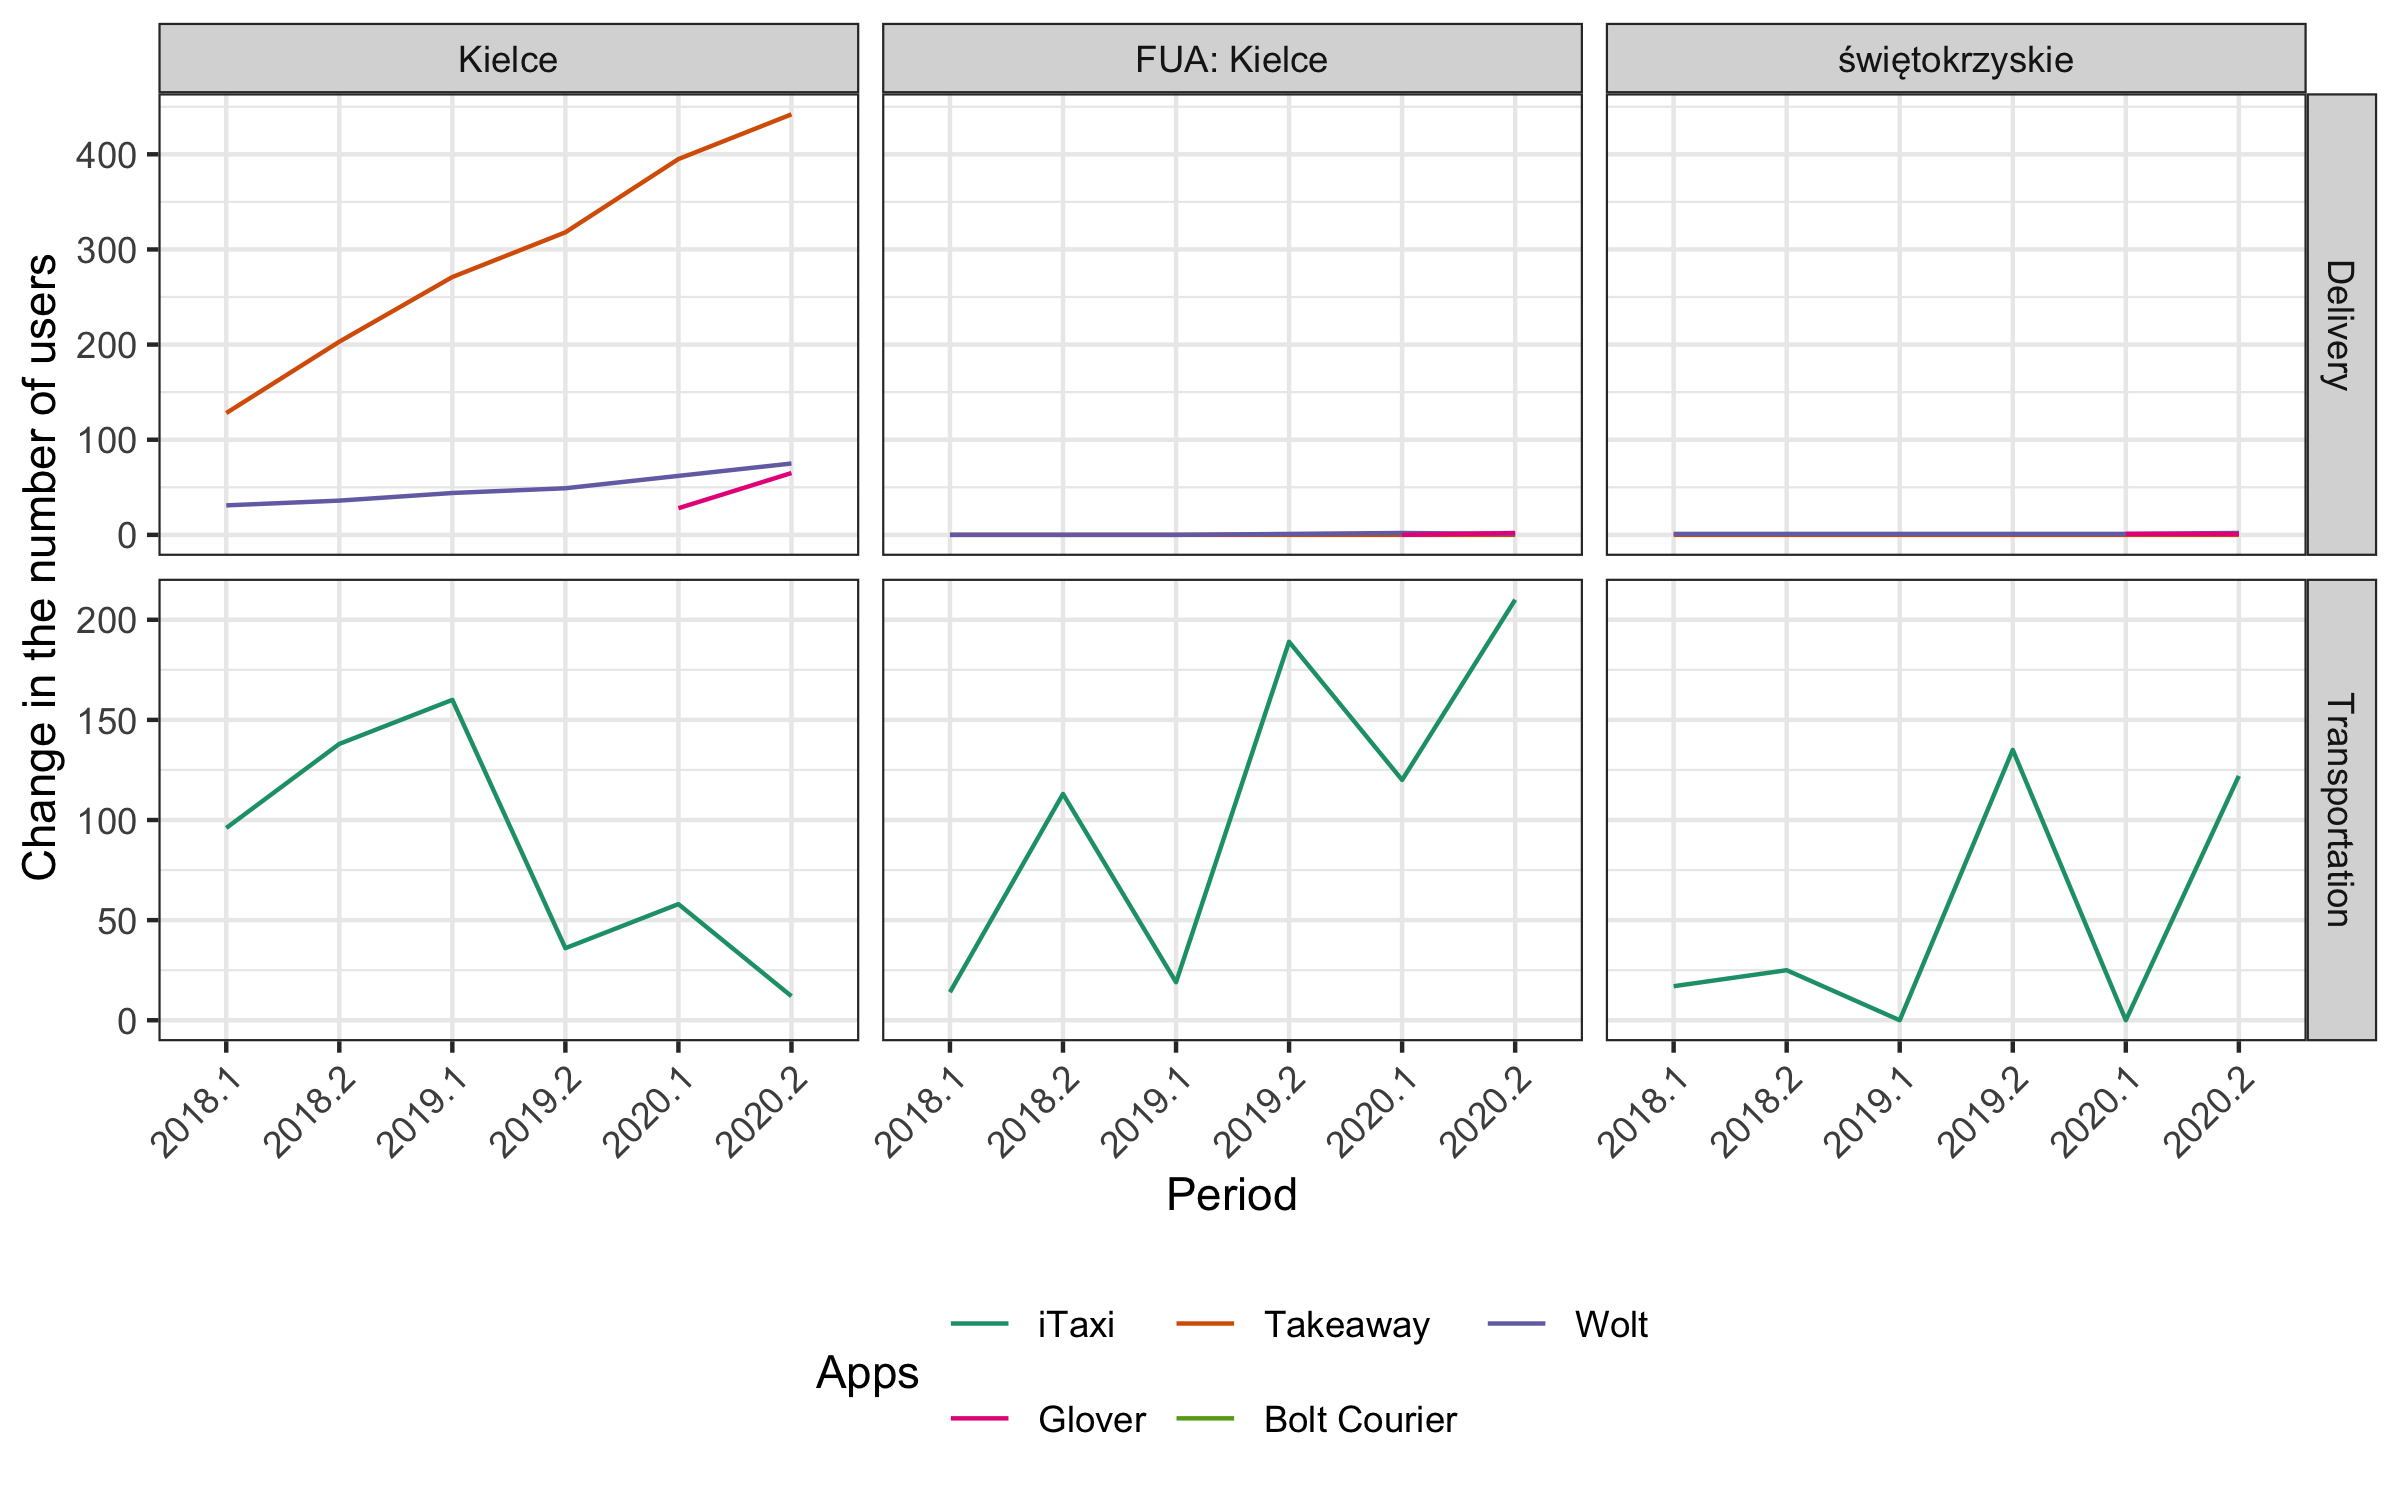 Kielce
FUA: Kielce
świętokrzyskie
Change in the number of users
400
300
200
100
0
Delivery
200
150
100
50
0
Transportation
2018.1 2018.2 2019.1 2019.2 2020.1 2020.2
2018.1 2018.2 2019.1 2019.2 2020.1 2020.2
2018.1 2018.2 2019.1 2019.2 2020.1 2020.2
Period
Apps
iTaxi Takeaway Wolt
Glover Bolt Courier